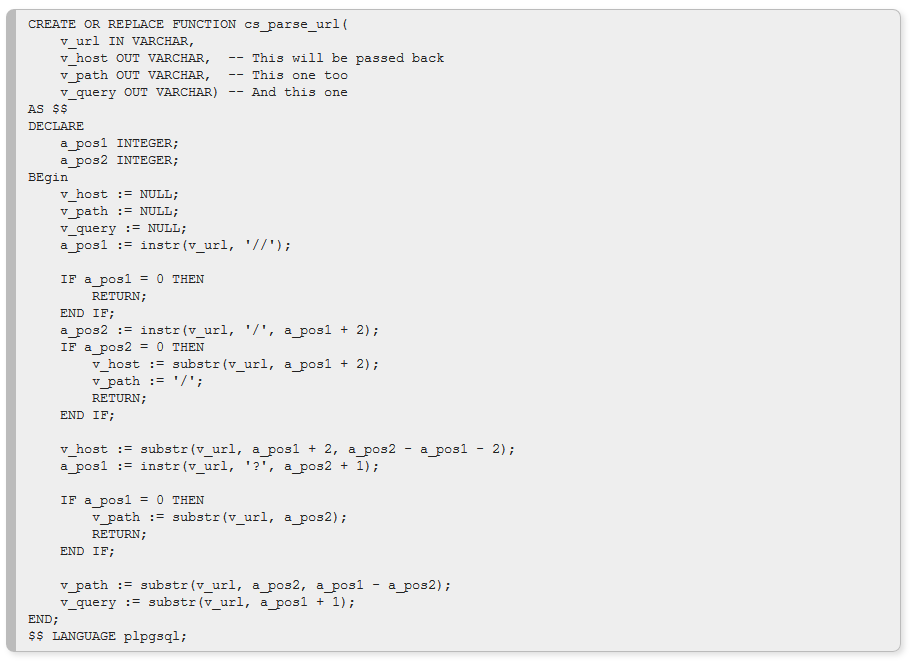 CREATE OR REPLACE FUNCTION cs_parse_url(
    v_url IN VARCHAR,
    v_host OUT VARCHAR,  -- This will be passed back
    v_path OUT VARCHAR,  -- This one too
    v_query OUT VARCHAR) -- And this one
AS $$
DECLARE
    a_pos1 INTEGER;
    a_pos2 INTEGER;
BEgin
    v_host := NULL;
    v_path := NULL;
    v_query := NULL;
    a_pos1 := instr(v_url, '//');

    IF a_pos1 = 0 THEN
        RETURN;
    END IF;
    a_pos2 := instr(v_url, '/', a_pos1 + 2);
    IF a_pos2 = 0 THEN
        v_host := substr(v_url, a_pos1 + 2);
        v_path := '/';
        RETURN;
    END IF;

    v_host := substr(v_url, a_pos1 + 2, a_pos2 - a_pos1 - 2);
    a_pos1 := instr(v_url, '?', a_pos2 + 1);

    IF a_pos1 = 0 THEN
        v_path := substr(v_url, a_pos2);
        RETURN;
    END IF;

    v_path := substr(v_url, a_pos2, a_pos1 - a_pos2);
    v_query := substr(v_url, a_pos1 + 1);
END;
$$ LANGUAGE plpgsql;